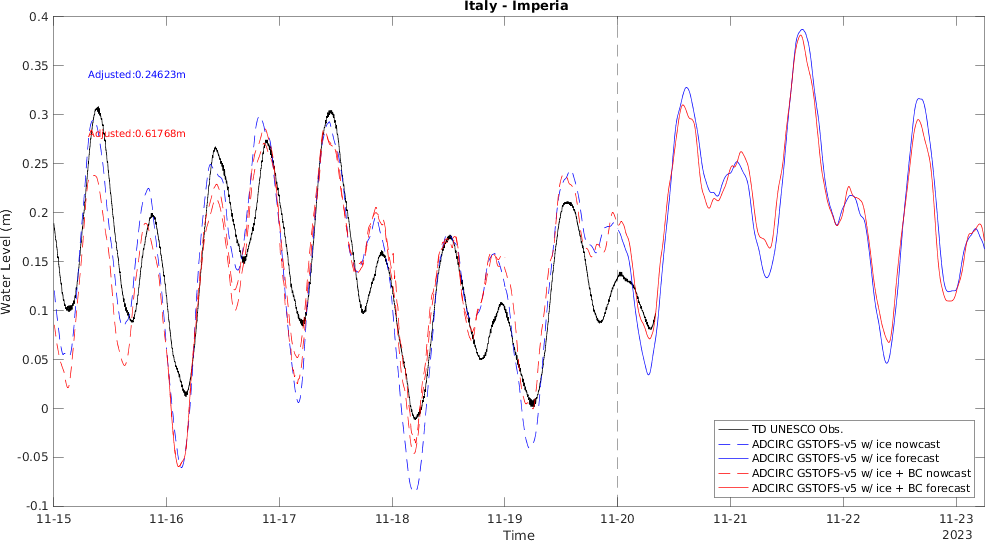 Italy - Imperia
Adjusted:0.24623m
Adjusted:0.61768m
Water Level (m)
0.4
0.35
0.3
0.25
0.2
0.15
0.1
0.05
0
-0.05
-0.1
TD UNESCO Obs.
ADCIRC GSTOFS-v5 w/ ice nowcast
ADCIRC GSTOFS-v5 w/ ice forecast
ADCIRC GSTOFS-v5 w/ ice + BC nowcast
ADCIRC GSTOFS-v5 w/ ice + BC forecast
11-15 11-16 11-17 11-18 11-19 11-20 11-21 11-22 11-23
Time 2023